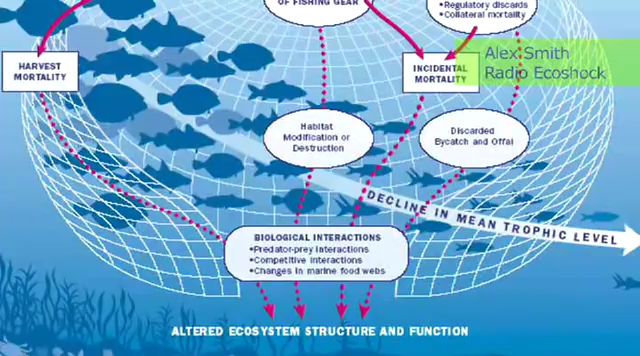 OF FISHING GEAR
•Regulatory discards
•Collateral mortality
Alex Smith
Radio Ecoshock
HARVEST
MORTALITY
INCIDENTAL
MORTALITY
Habitat
Modification or
Destruction
Discarded
Bycatch and Offal
DECLINE IN MEAN TROPHIC LEVEL
BIOLOGICAL INTERACTIONS
•Predator-prey interactions
•Competitive interactions
•Changes in marine food webs
ALTERED ECOSYSTEM STRUCTURE AND FUNCTION